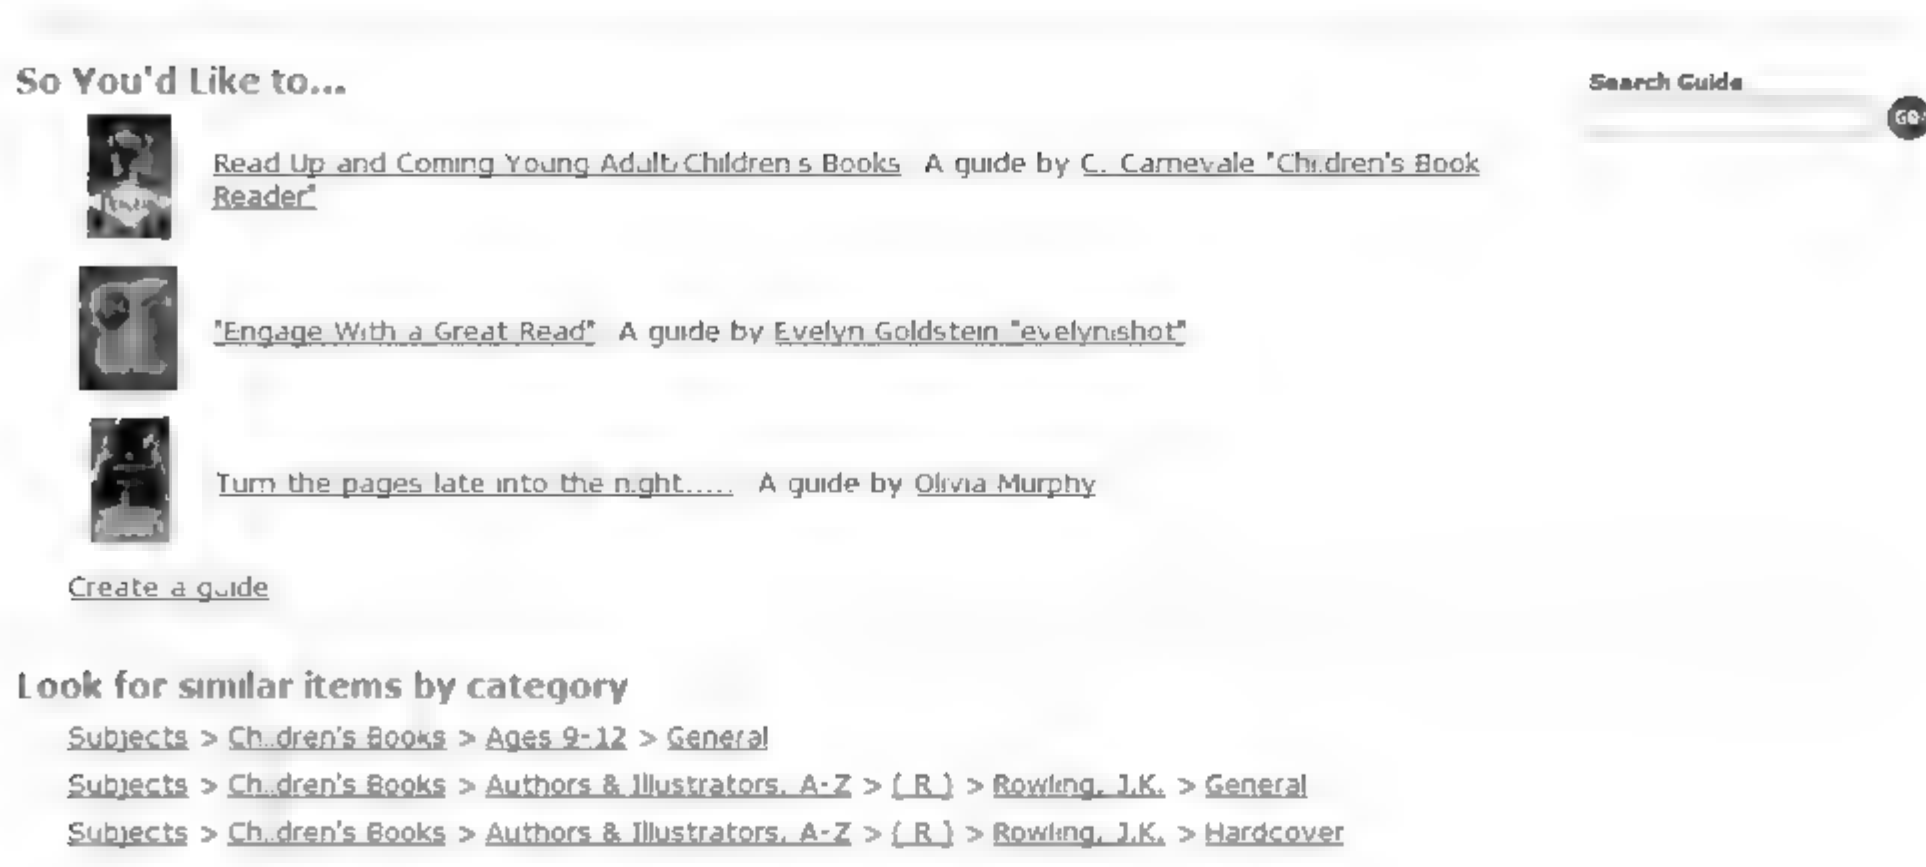 So You'd Like to...
Search Guide
GO
Read Up and Coming Young Adult/Children's Books A guide by C. Carnevale "Children's Book
Reader"
"Engage With a Great Read" A guide by Evelyn Goldstein "evelynishot"
Turn the pages late into the night..... A guide by Olivia Murphy
Create a guide
Look for similar items by category
Subjects > Children's Books > Ages 9-12 > General
Subjects > Children's Books > Authors & Illustrators, A-Z > ( R ) > Rowling, J.K. > General
Subjects > Children's Books > Authors & Illustrators, A-Z > ( R ) > Rowling, J.K. > Hardcover